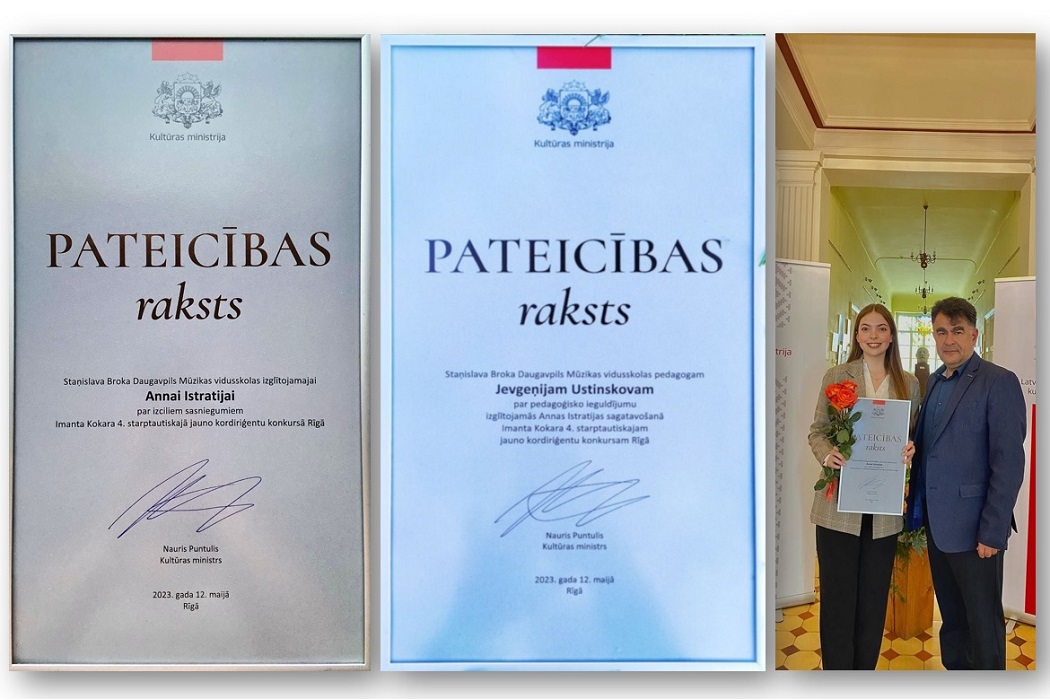 Kultūras ministrija
PATEICĪBAS
raksts
Staņislava Broka Daugavpils Mūzikas vidusskolas izglītojamajai
Annai Istratijai
par izciliem sasniegumiem
Imanta Kokara 4. starptautiskajā jauno kordiriģentu konkursā Rīgā
Nauris Puntulis
Kultūras ministrs
2023. gada 12. maijā
Rīgā
Kultūras ministrija
PATEICĪBAS
raksts
Staņislava Broka Daugavpils Mūzikas vidusskolas pedagogam
Jevgeņijam Ustinskovam
par pedagoģisko ieguldījumu
izglītojamās Annas Istratijas sagatavošanā
Imanta Kokara 4. starptautiskajam
jauno kordiriģentu konkursam Rīgā
Nauris Puntulis
Kultūras ministrs
2023. gada 12. maijā
Rīgā
PATEICĪBAS
raksts